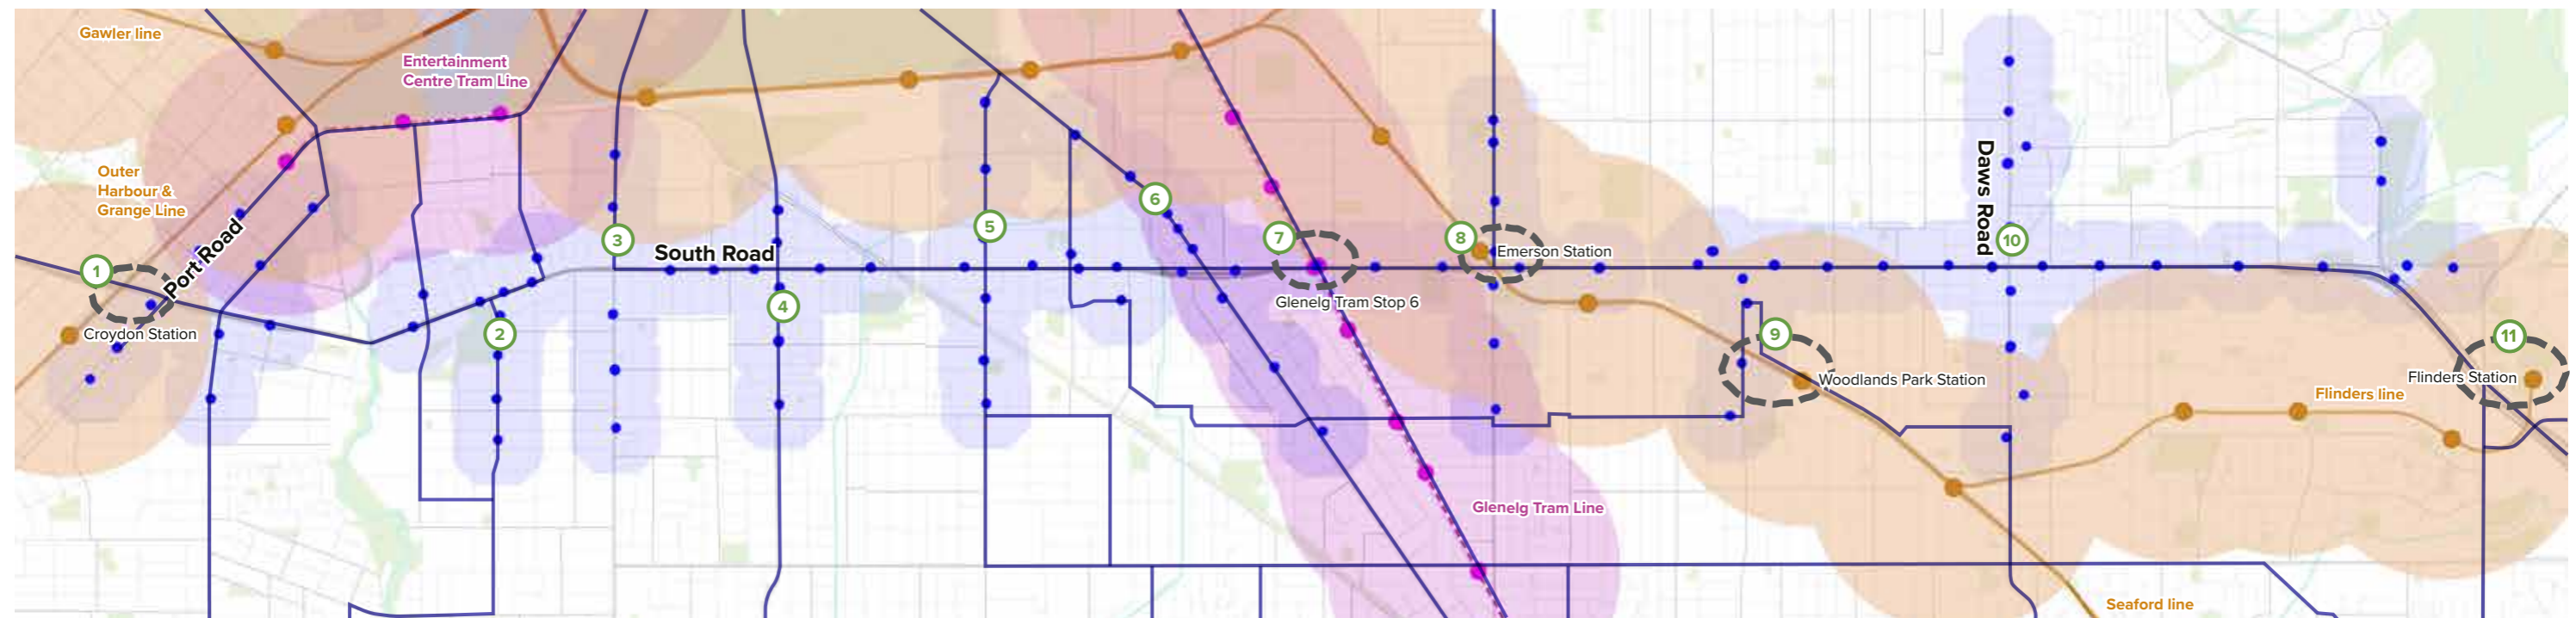 Gawler line
Entertainment
Centre Tram Line
Outer
Harbour &
Grange Line
Port Road
1
Croydon Station
2
3
South Road
4
5
6
7
Glenelg Tram Stop 6
8
Emerson Station
Glenelg Tram Line
9
Woodlands Park Station
Daws Road
10
Flinders line
11
Flinders Station
Seaford line